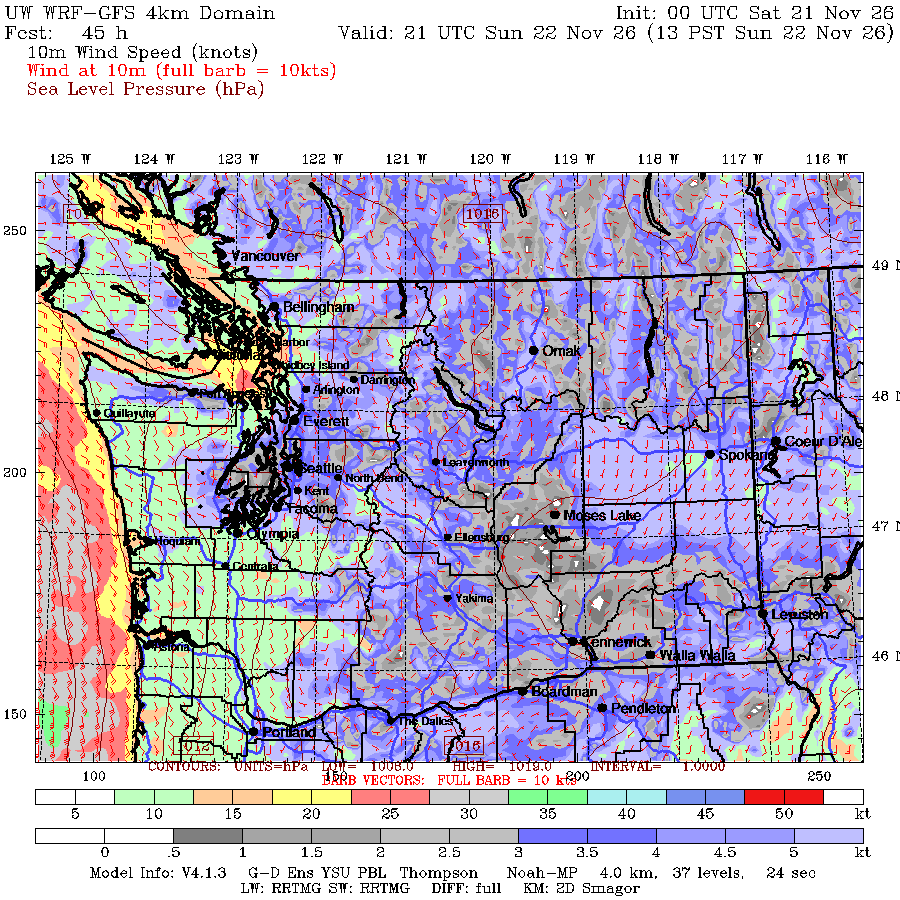 UW WRF-GFS 4km Domain Init: 00 UTC Sat 21 Nov 26
Fcst: 45 h Valid: 21 UTC Sun 22 Nov 26 (13 PST Sun 22 Nov 26)
10m Wind Speed (knots)
Wind at 10m (full barb = 10kts)
Sea Level Pressure (hPa)
125 W 124 W 123 W 122 W 121 W 120 W 119 W 118 W 117 W 116 W
1016
250
Vancouver
49 N
Bellingham
Omak
Whidbey Island
Darrington
Arlington
48 N
Quillayute
Everett
Coeur D'Ale
Spokane
Leavenworth
200
Seattle
North Bend
Kent
Tacoma
Moses Lake
47 N
Olympia
Ellensburg
Hoquiam
Centralia
Yakima
Lewiston
Kennewick
Astoria
Walla Walla
46 N
Boardman
Pendleton
150
The Dalles
Portland
1012 1016
CONTOURS: UNITS=hPa LOW= 1008.0 HIGH= 1019.0 INTERVAL= 1.0000
100 150 200 250
BARB VECTORS: FULL BARB = 10 kts
5 10 15 20 25 30 35 40 45 50 kt
0 .5 1 1.5 2 2.5 3 3.5 4 4.5 5 kt
Model Info: V4.1.3 G-D Ens YSU PBL Thompson Noah-MP 4.0 km, 37 levels, 24 sec
LW: RRTMG SW: RRTMG DIFF: full KM: 2D Smagor